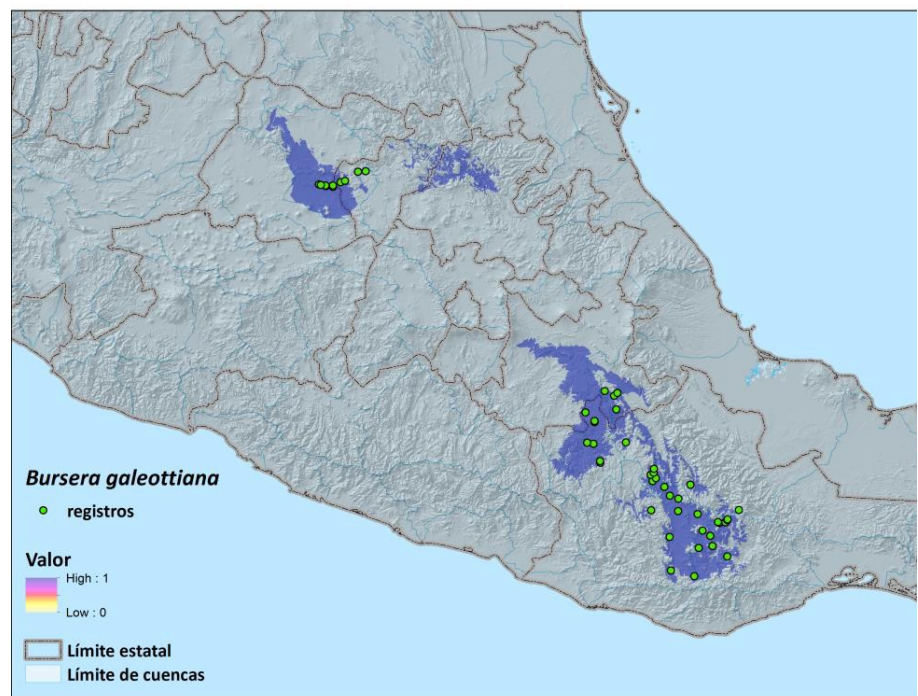 Bursera galeottiana
registros
Valor
High : 1
Low : 0
Límite estatal
Límite de cuencas